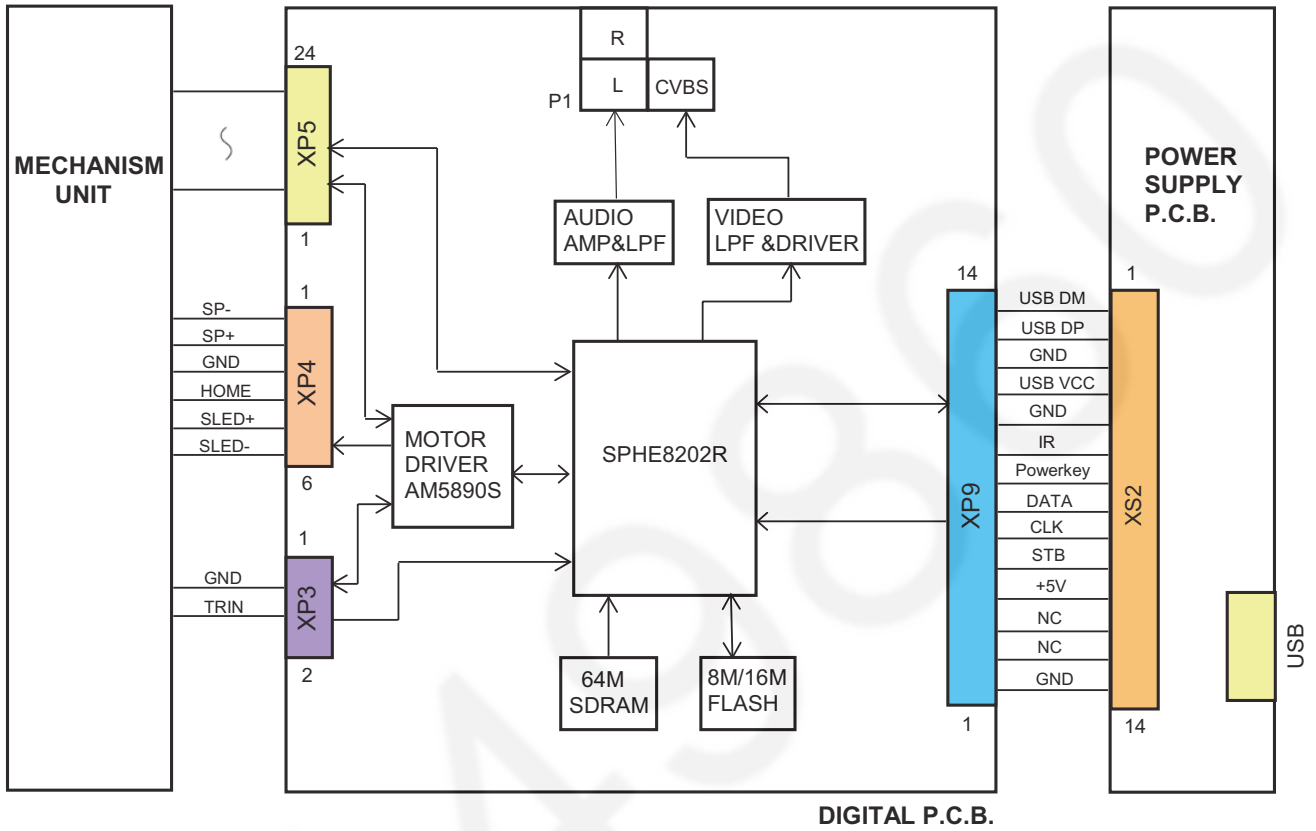 MECHANISM
UNIT
24
XP5
1
1
SP-
SP+
GND
HOME
SLED+
SLED-
XP4
6
1
GND
TRIN
XP3
2
R
L
CVBS
P1
AUDIO
AMP&LPF
VIDEO
LPF &DRIVER
MOTOR
DRIVER
AM5890S
SPHE8202R
64M
SDRAM
8M/16M
FLASH
14
XP9
1
USB DM
USB DP
GND
USB VCC
GND
IR
Powerkey
DATA
CLK
STB
+5V
NC
NC
GND
1
XS2
14
POWER
SUPPLY
P.C.B.
USB
DIGITAL P.C.B.